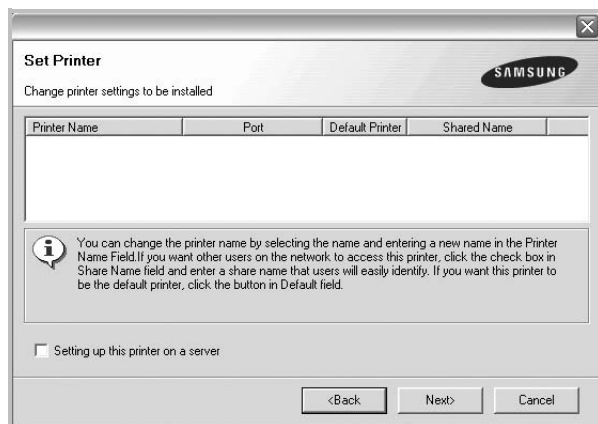 Set Printer
SAMSUNG
Change printer settings to be installed
Printer Name Port Default Printer Shared Name
You can change the printer name by selecting the name and entering a new name in the Printer
Name Field.If you want other users on the network to access this printer, click the check box in
Share Name field and enter a share name that users will easily identify. If you want this printer to
be the default printer, click the button in Default field.
Setting up this printer on a server
<Back Next> Cancel